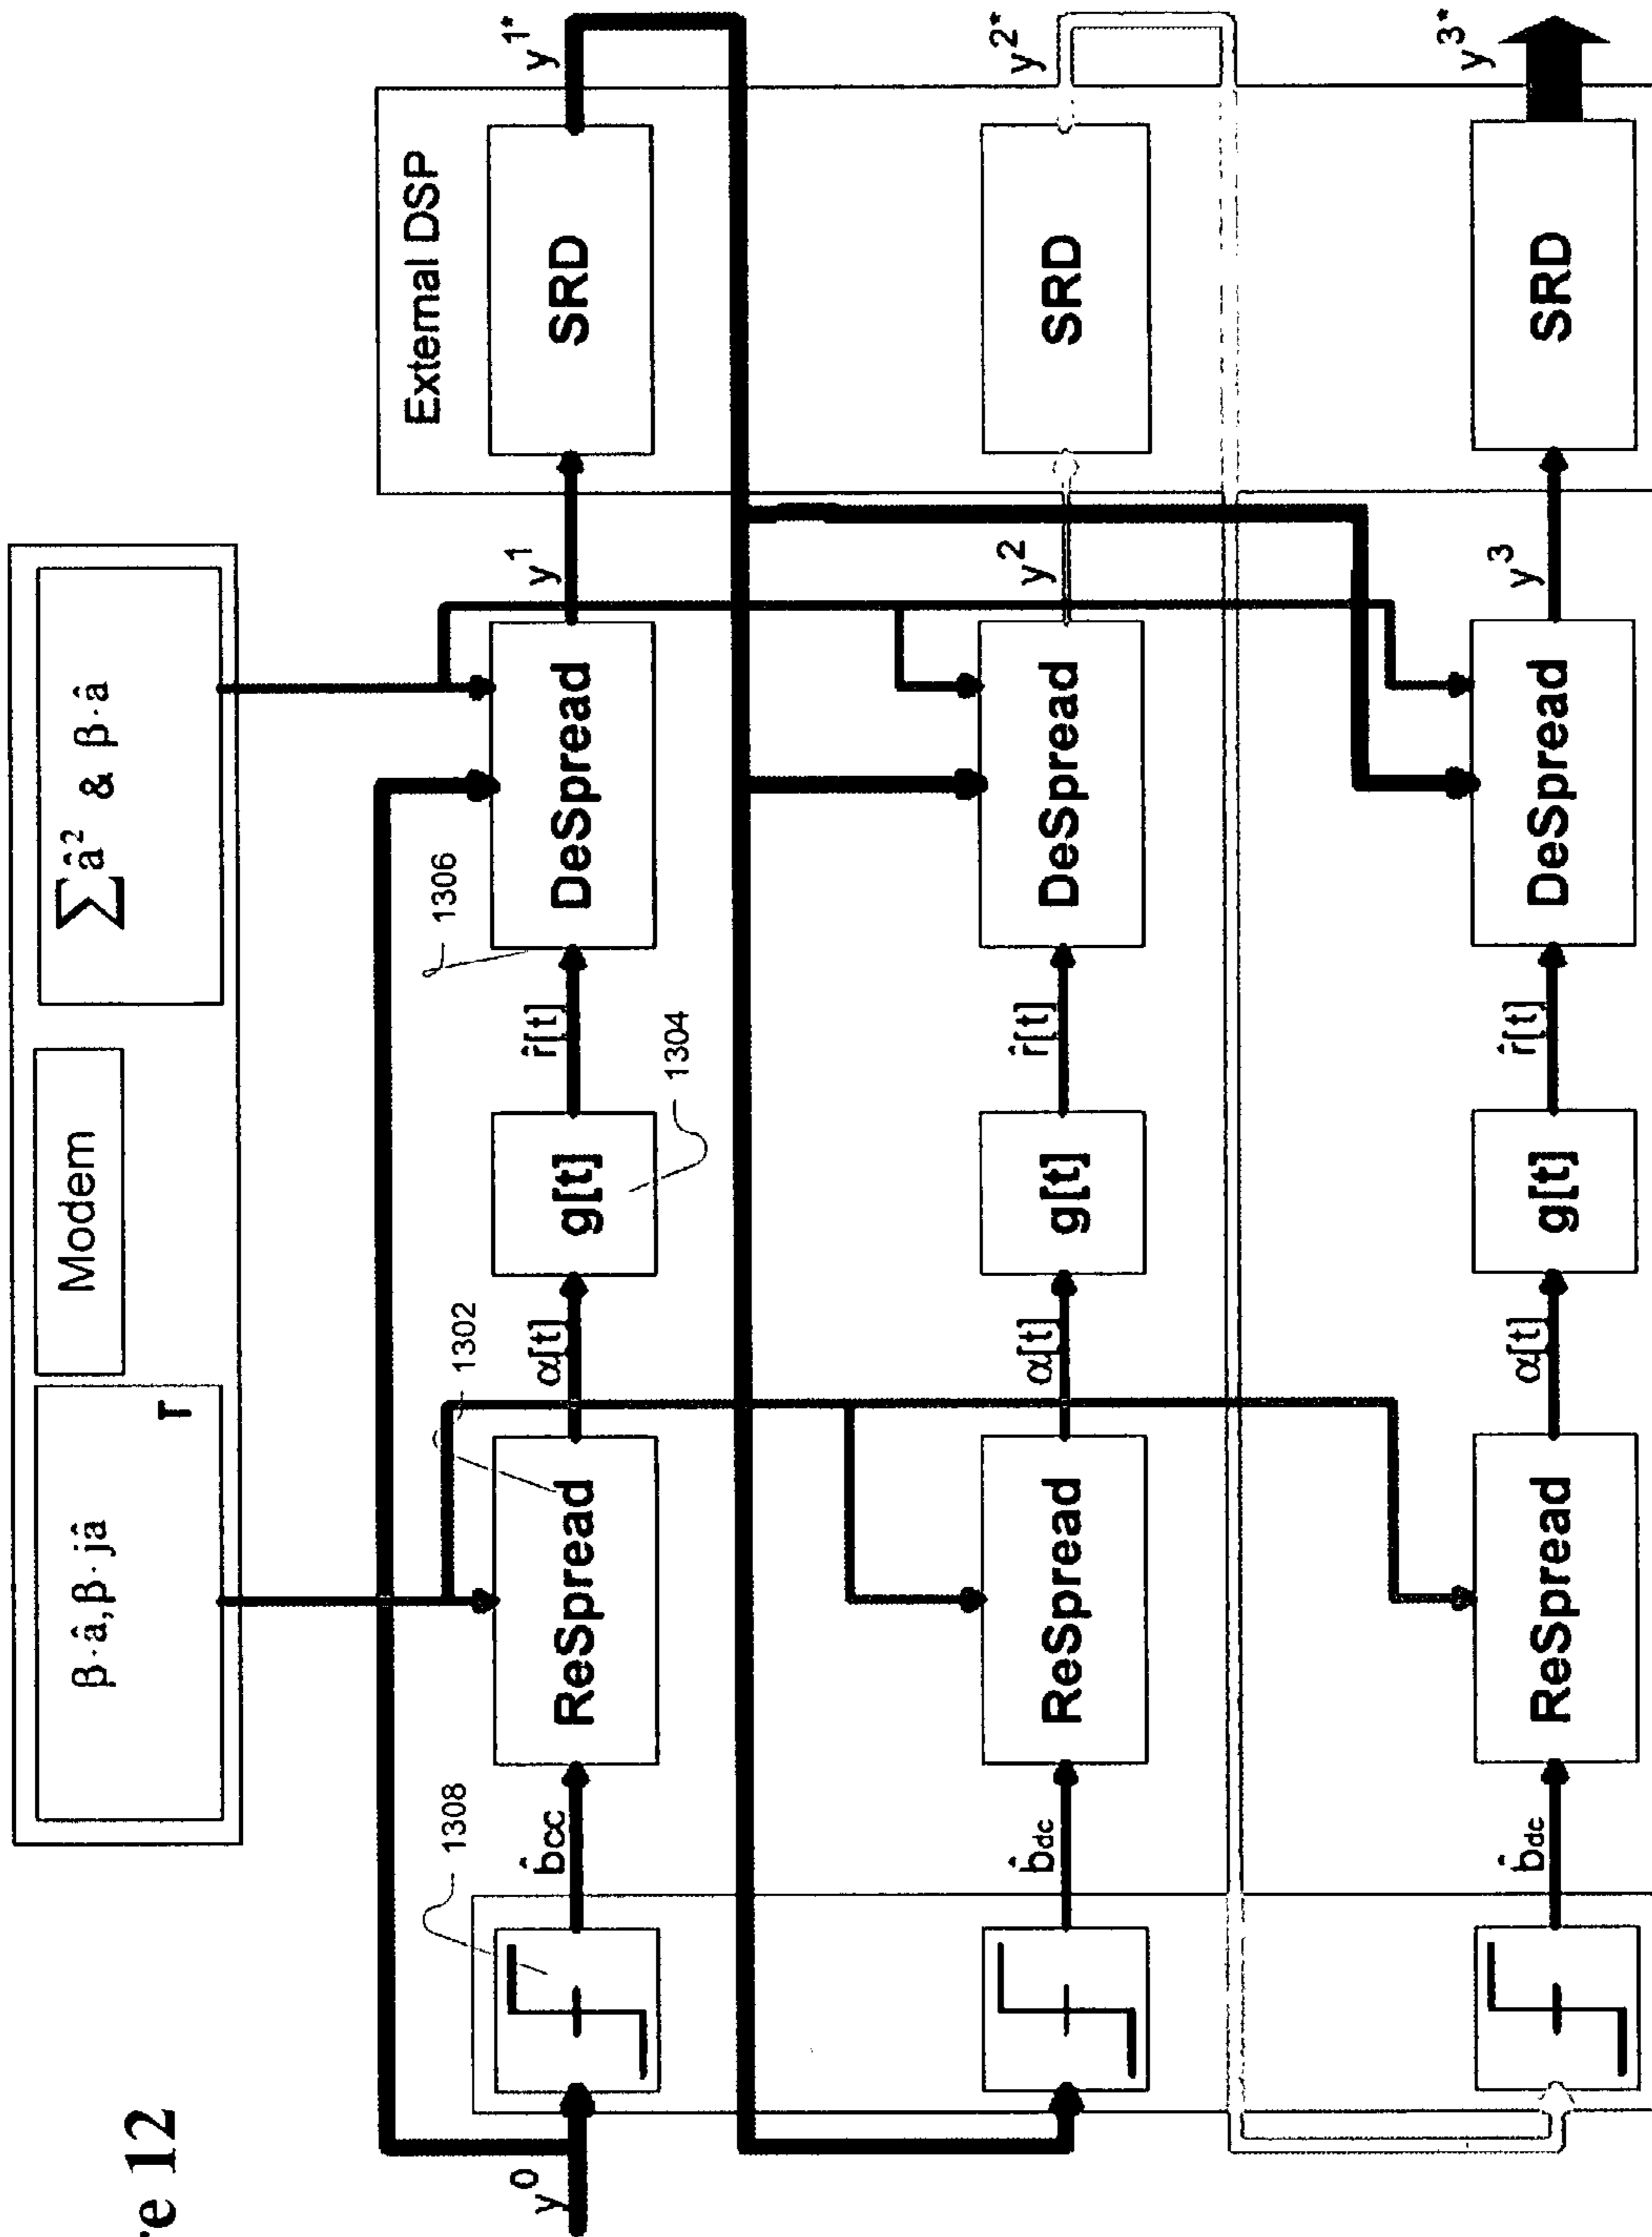 re 12
β·â, β·jâ
T
Modem
∑â² & β·â
External DSP
y⁰
1308
b̂cc
ReSpread
1302
α[t]
g[t]
1304
r̂[t]
1306
DeSpread
y¹
SRD
y¹*
b̂dc
ReSpread
α[t]
g[t]
r̂[t]
DeSpread
y²
SRD
y²*
b̂dc
ReSpread
α[t]
g[t]
r̂[t]
DeSpread
y³
SRD
y³*